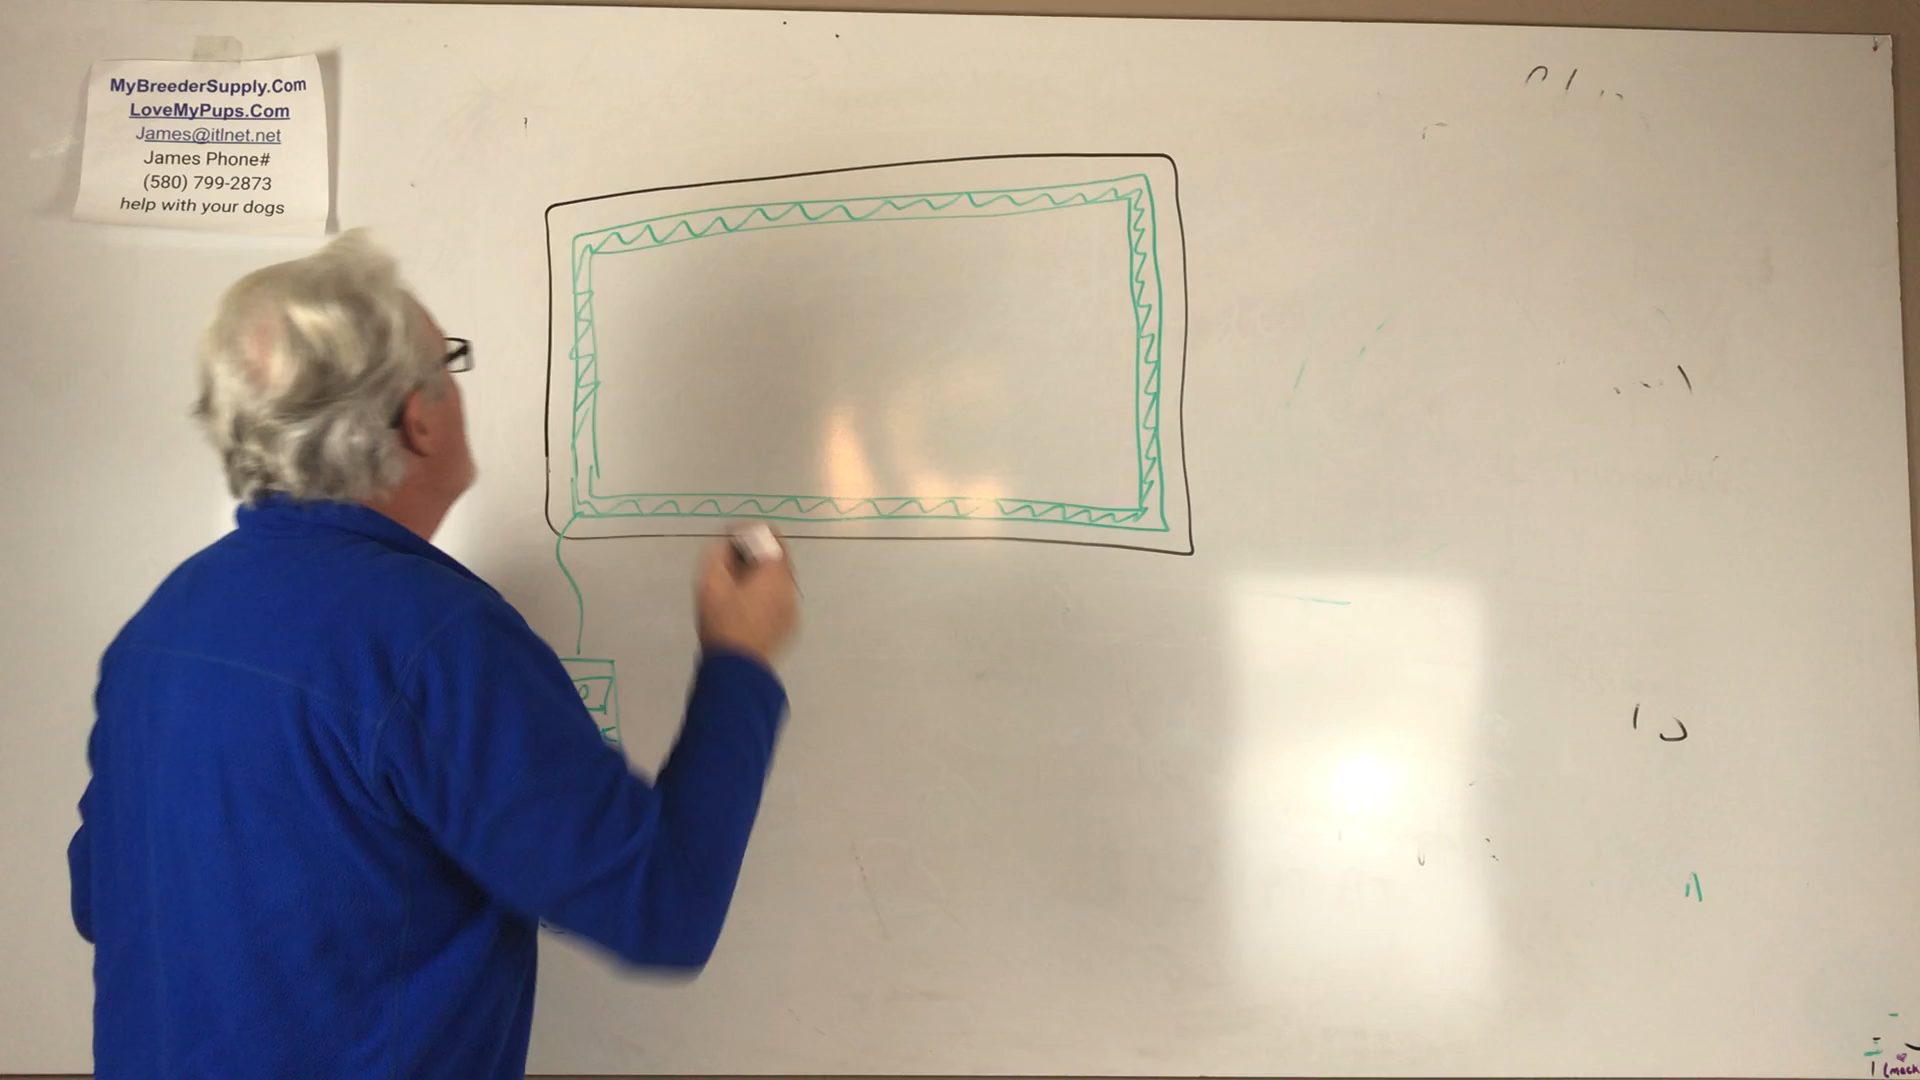 MyBreederSupply.Com
LoveMyPups.Com
James@itlnet.net
James Phone#
(580) 799-2873
help with your dogs